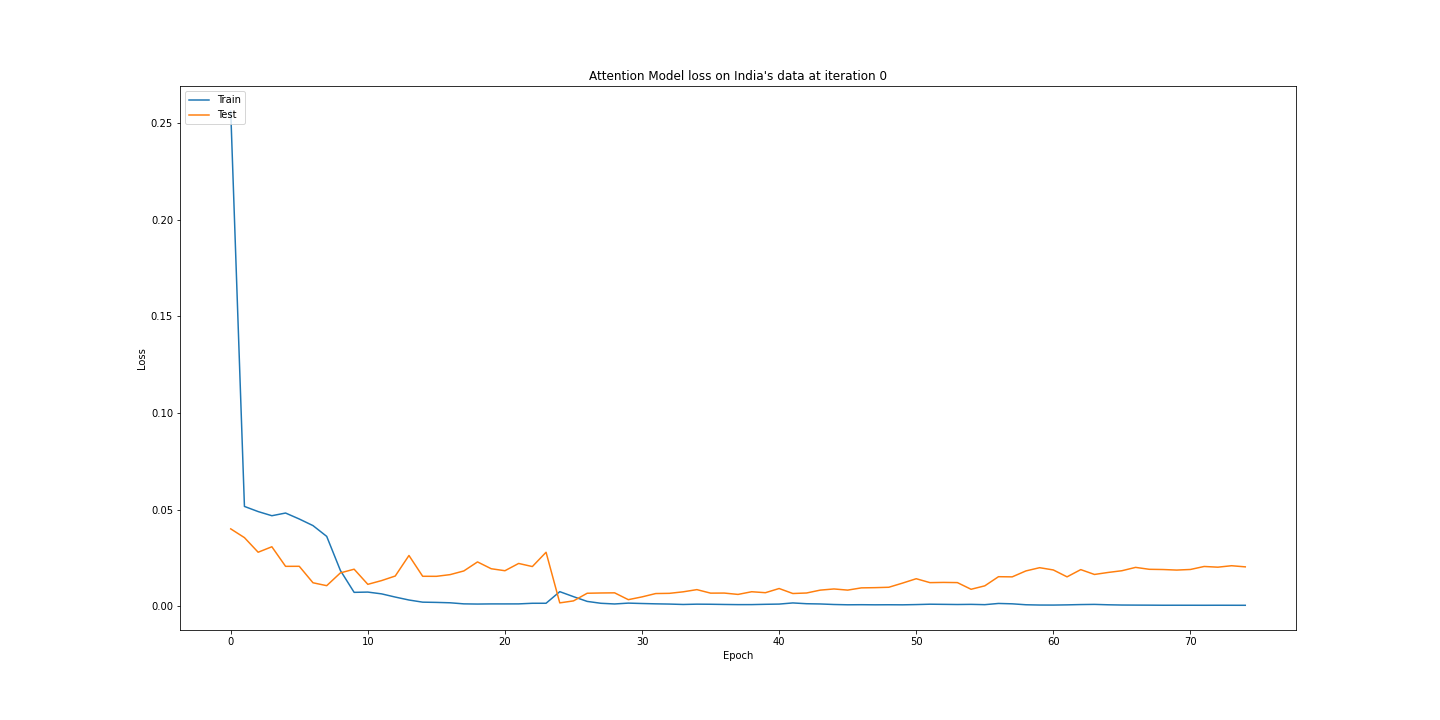 Attention Model loss on India's data at iteration 0
Train
Test
0.25
0.20
0.15
0.10
0.05
0.00
Loss
0 10 20 30 40 50 60 70
Epoch